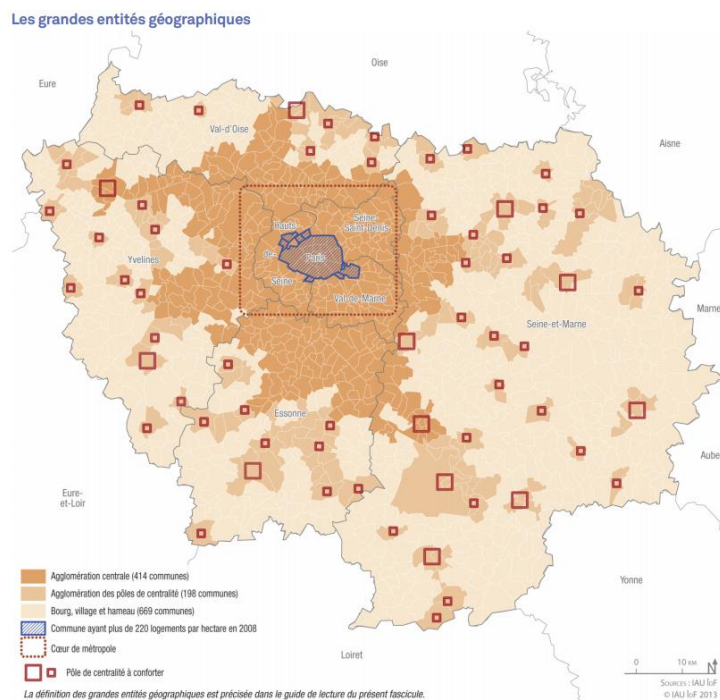 Les grandes entités géographiques
Oise
Eure
Val-d'Oise
Aisne
Hauts
Seine-
Saint-Denis
de-
Paris
Yvelines
Seine
Val-de-Marne
Marne
Seine-et-Marne
Essonne
Aube
Eure-
et-Loir
Yonne
Loiret
Agglomération centrale (414 communes)
Agglomération des pôles de centralité (198 communes)
Bourg, village et hameau (669 communes)
Commune ayant plus de 220 logements par hectare en 2008
Cœur de métropole
Pôle de centralité à conforter
0 10 KM
N
SOURCES : IAU îdF
© IAU îdF 2013
La définition des grandes entités géographiques est précisée dans le guide de lecture du présent fascicule.